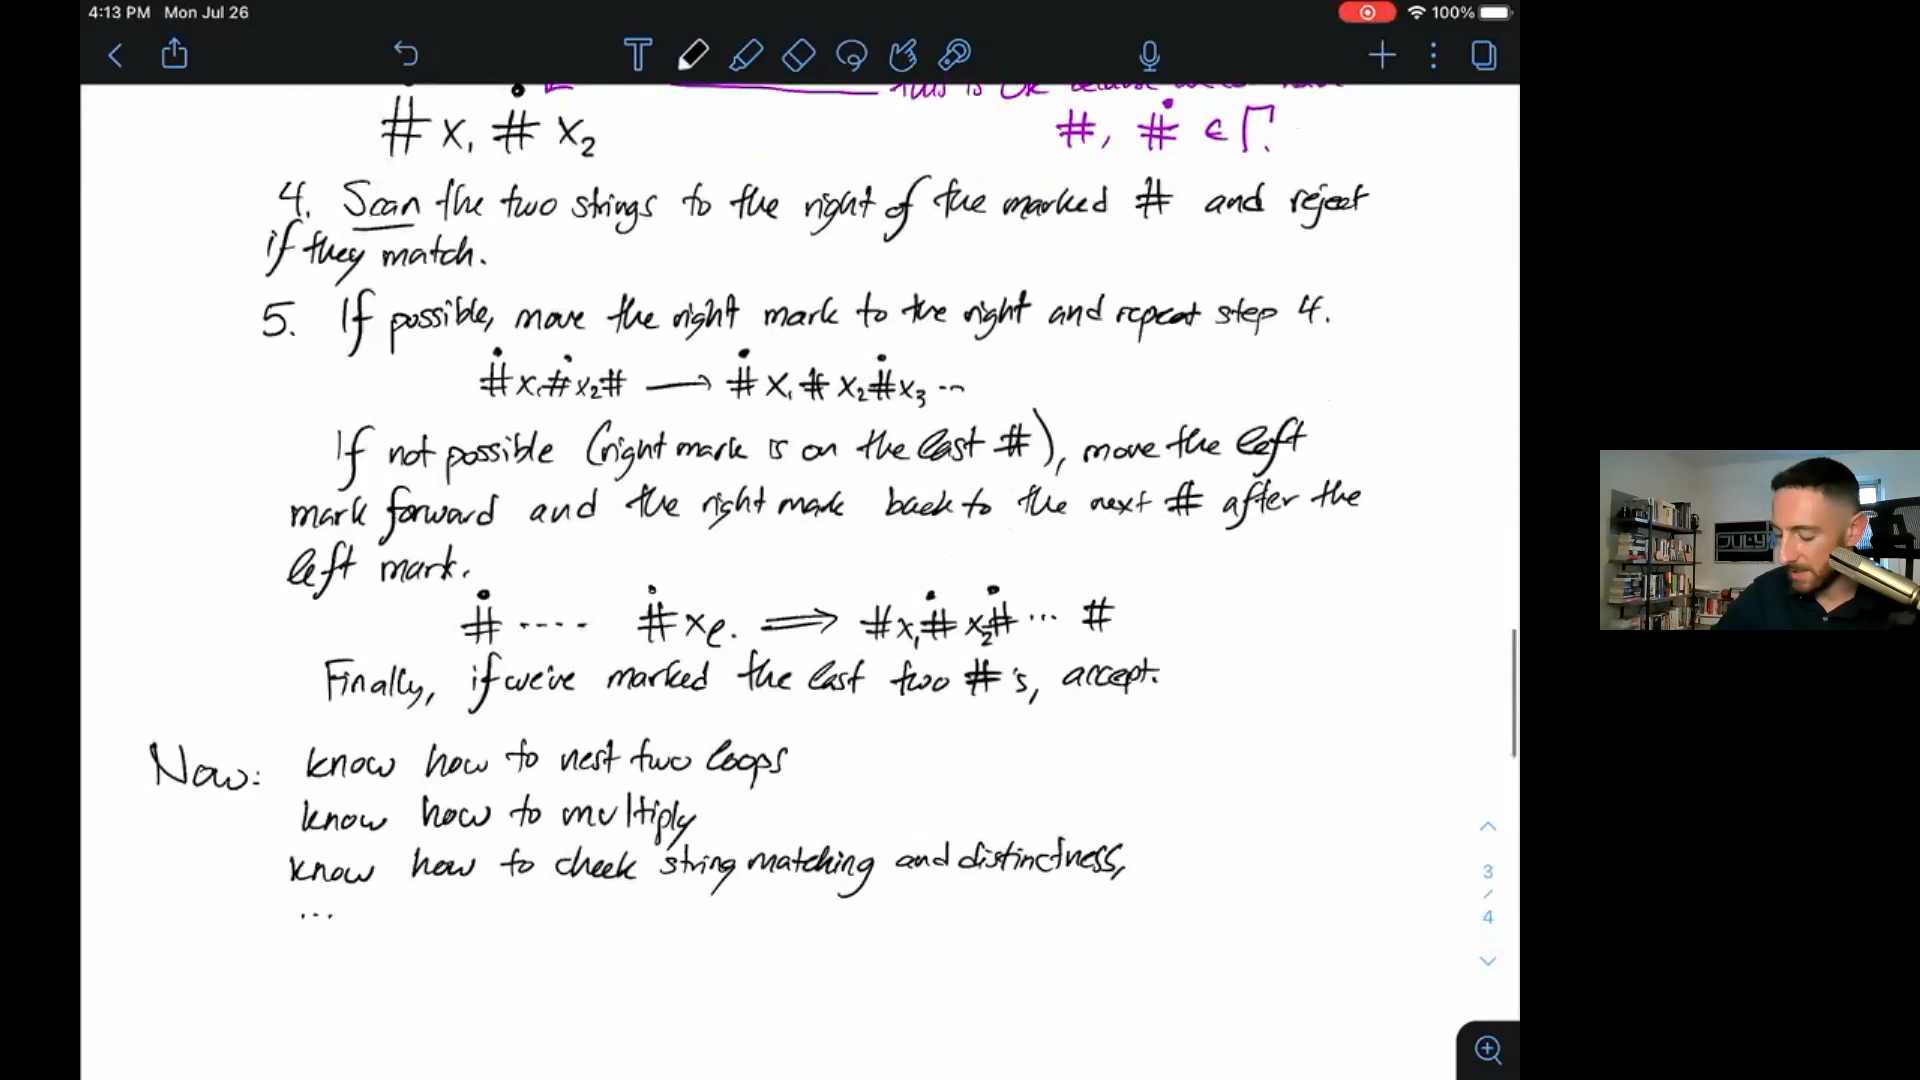 4:13 PM Mon Jul 26
100%
This is OK because
# x₁ #̇ x₂
#, #̇ ∈ Γ.
4. Scan the two strings to the right of the marked # and reject
if they match.
5. If possible, move the right mark to the right and repeat step 4.
#̇ x₁ #̇ x₂ # → #̇ x₁ # x₂ #̇ x₃ ...
If not possible (right mark is on the last #), move the left
mark forward and the right mark back to the next # after the
left mark.
#̇ .... #̇ xₗ. ⟹ # x₁ #̇ x₂ #̇ ... #
Finally, if we've marked the last two #'s, accept.
Now: know how to nest two loops
know how to multiply
know how to check string matching and distinctness,
...
3
/
4
JULY